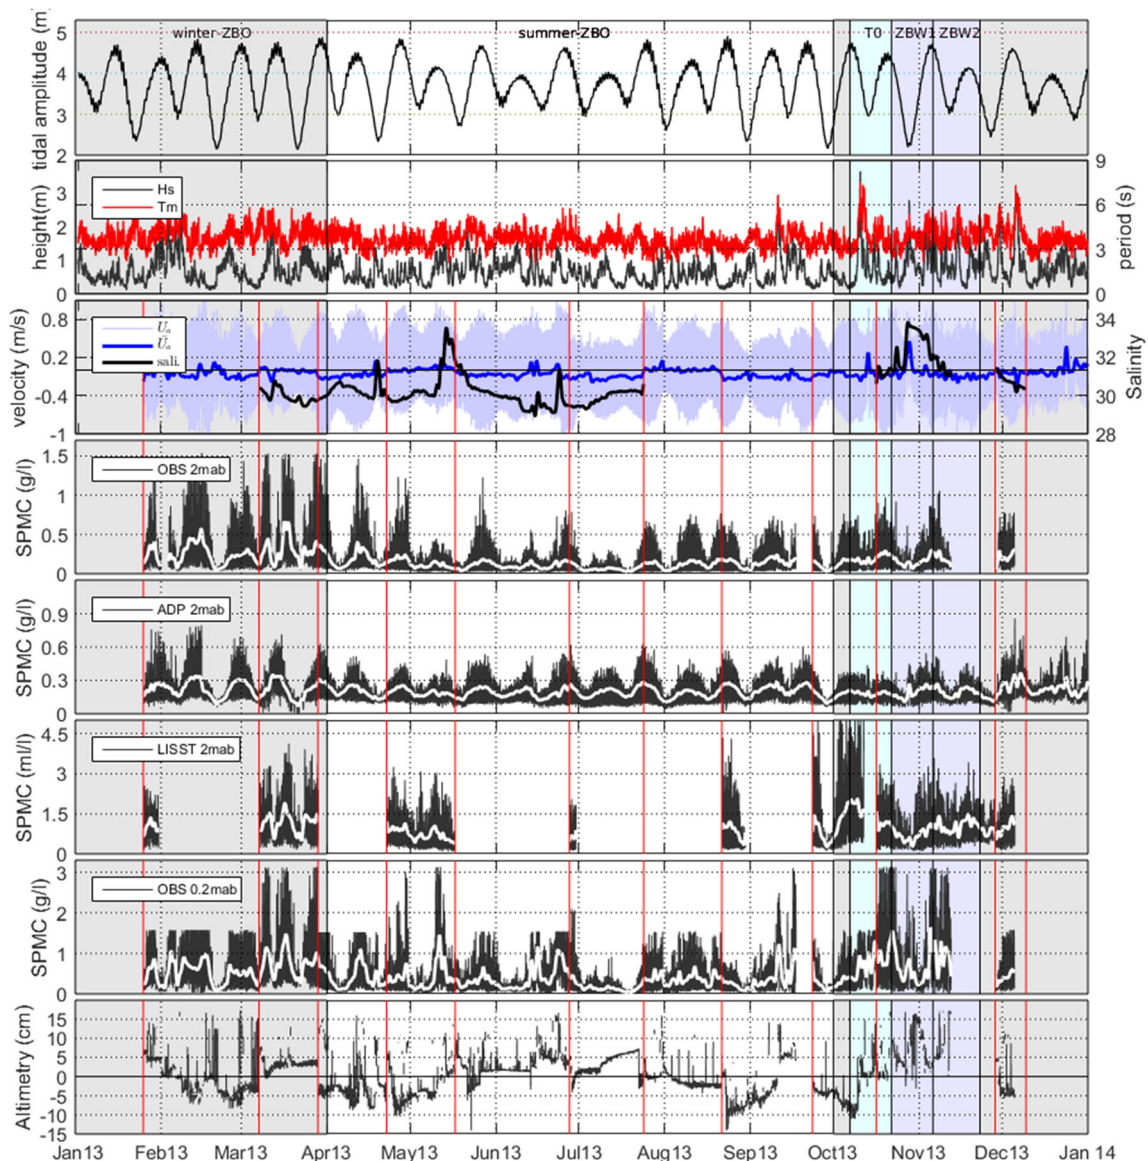 tidal amplitude (m)
5
4
3
2
winter-ZBO
summer-ZBO
T0
ZBW1
ZBW2
height(m)
3
2
1
0
Hs
Tm
9
6
3
0
period (s)
velocity (m/s)
0.8
0.2
-0.4
-1
sali.
34
32
30
28
Salinity
SPMC (g/l)
1.5
1
0.5
0
OBS 2mab
SPMC (g/l)
0.9
0.6
0.3
0
ADP 2mab
SPMC (ml/l)
4.5
3
1.5
0
LISST 2mab
SPMC (g/l)
3
2
1
0
OBS 0.2mab
Altimetry (cm)
15
10
5
0
-5
-10
-15
Jan13 Feb13 Mar13 Apr13 May13 Jun13 Jul13 Aug13 Sep13 Oct13 Nov13 Dec13 Jan 14